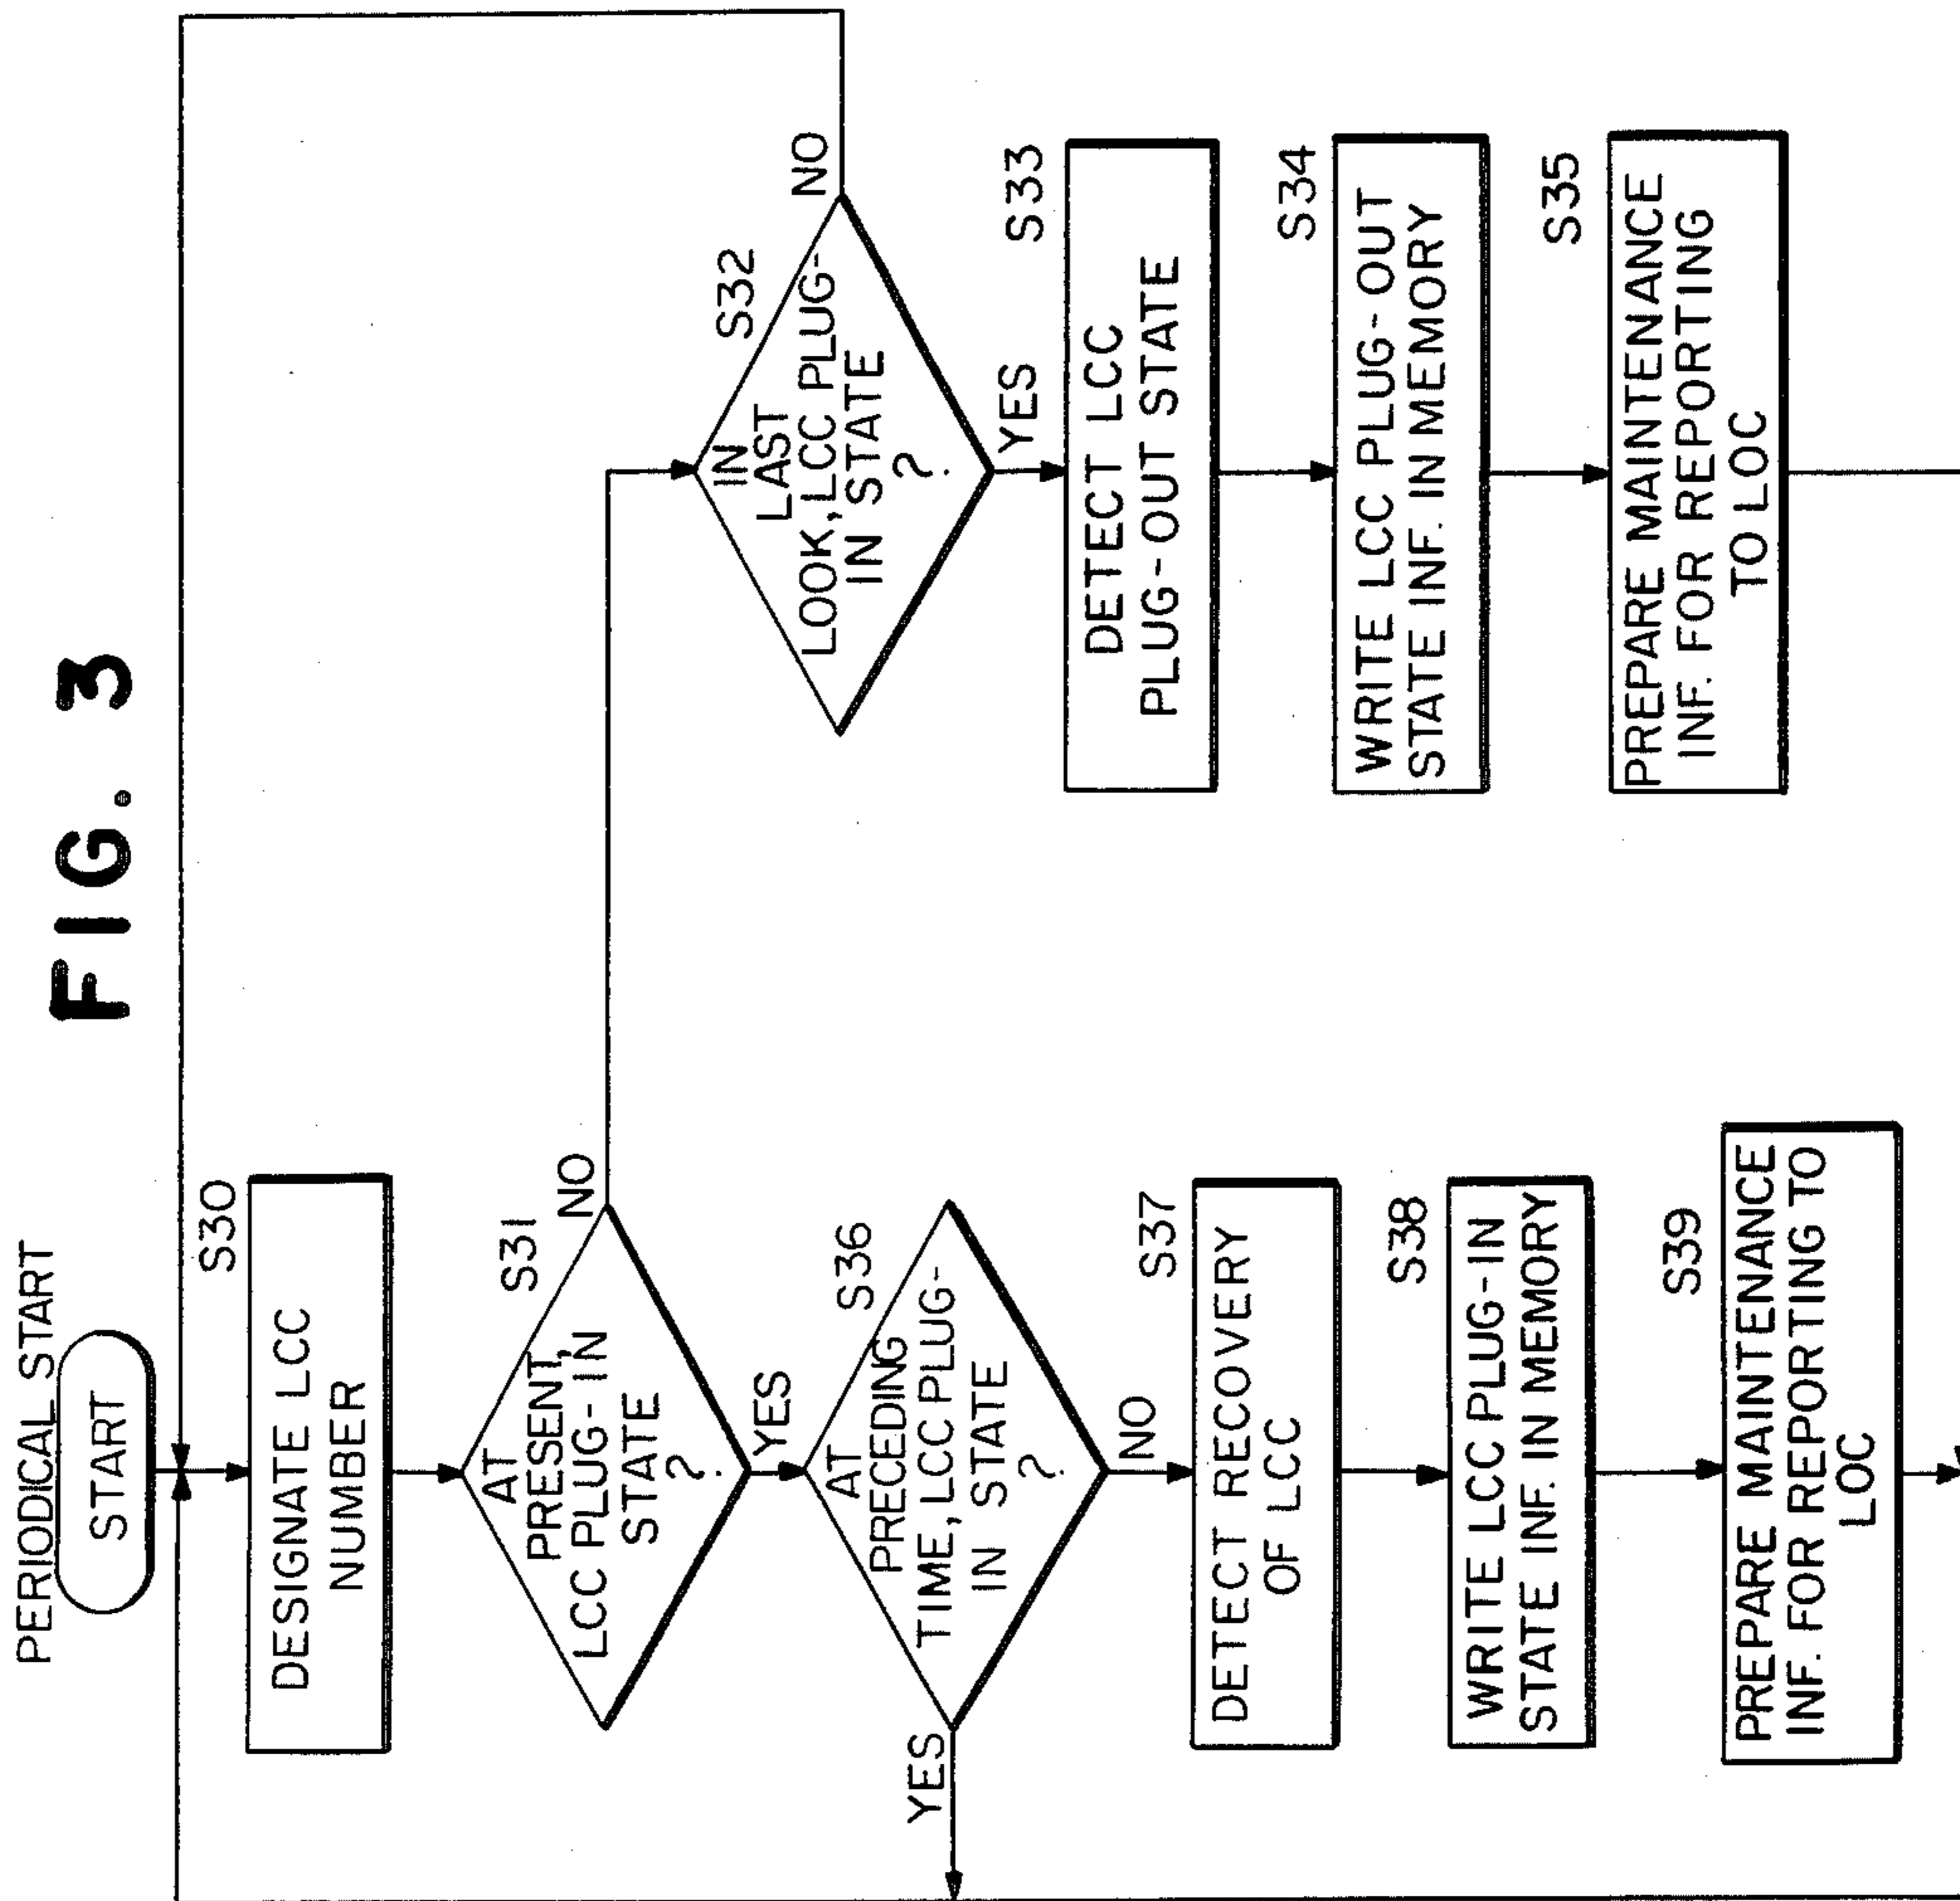 FIG. 3
PERIODICAL START
START
S30
DESIGNATE LCC
NUMBER
S31
AT
PRESENT,
LCC PLUG-IN
STATE
?
NO
YES
S32
IN
LAST
LOOK, LCC PLUG-
IN STATE
?
NO
YES
S33
DETECT LCC
PLUG-OUT STATE
S34
WRITE LCC PLUG-OUT
STATE INF. IN MEMORY
S35
PREPARE MAINTENANCE
INF. FOR REPORTING
TO LOC
S36
AT
PRECEDING
TIME, LCC PLUG-
IN STATE
?
YES
NO
S37
DETECT RECOVERY
OF LCC
S38
WRITE LCC PLUG-IN
STATE INF. IN MEMORY
S39
PREPARE MAINTENANCE
INF. FOR REPORTING TO
LOC